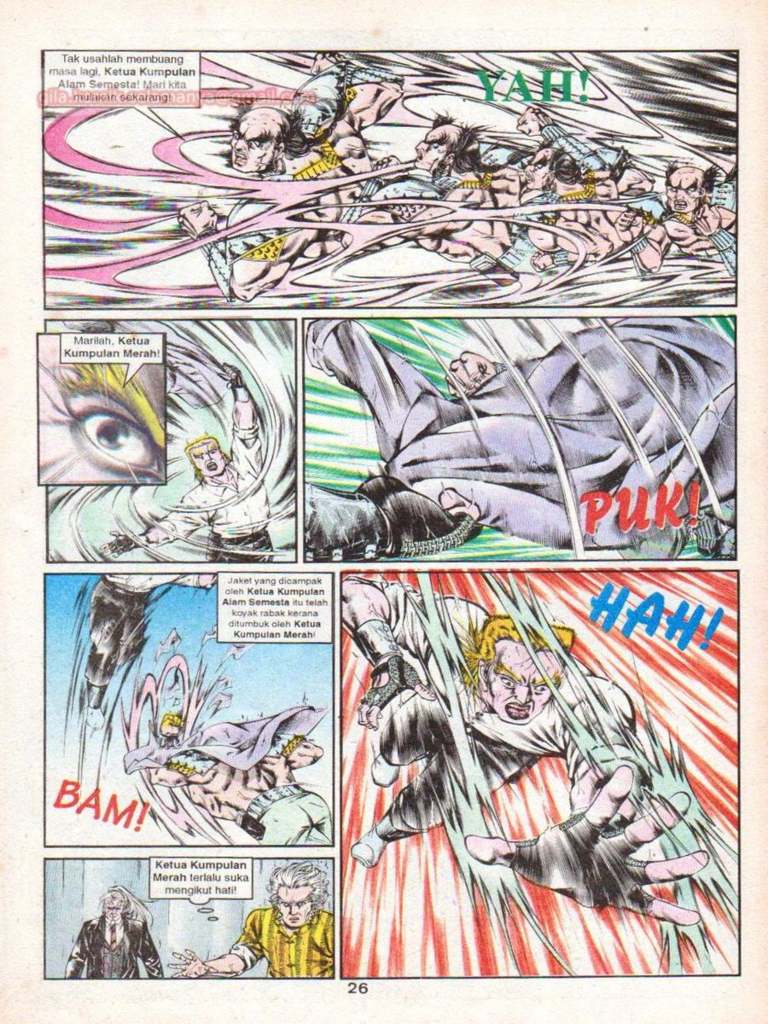 Tak usahlah membuang
masa lagi, Ketua Kumpulan
Alam Semesta! Mari kita
mulakan sekarang!
YAH!
Marilah, Ketua
Kumpulan Merah!
PUK!
Jaket yang dicampak
oleh Ketua Kumpulan
Alam Semesta itu telah
koyak rabak kerana
ditumbuk oleh Ketua
Kumpulan Merah!
BAM!
HAH!
Ketua Kumpulan
Merah terlalu suka
mengikut hati!
26